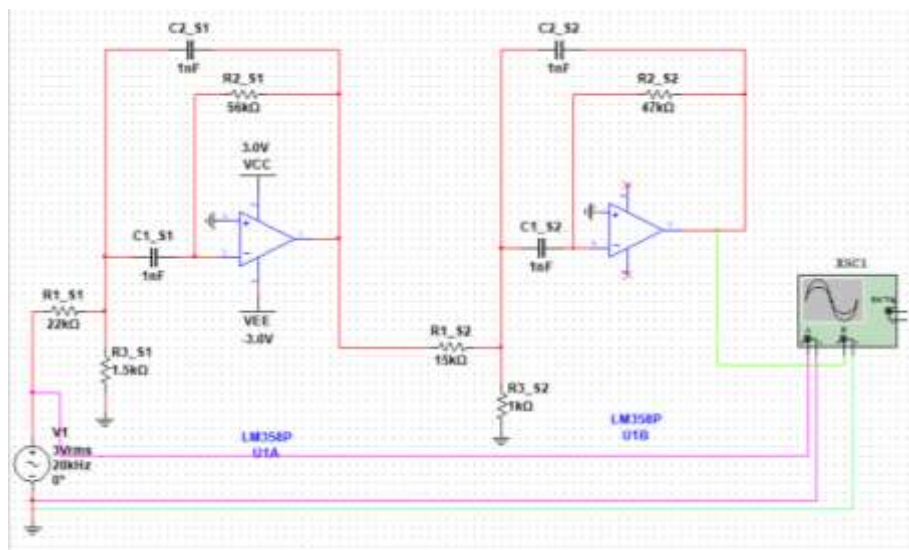 C2_S1
1nF
R2_S1
56kΩ
3.0V
VCC
C1_S1
1nF
R1_S1
22kΩ
VEE
-3.0V
R3_S1
1.5kΩ
V1
3Vrms
20kHz
0°
LM358P
U1A
C2_S2
1nF
R2_S2
47kΩ
C1_S2
1nF
R1_S2
15kΩ
R3_S2
1kΩ
LM358P
U1B
XSC1
A
B